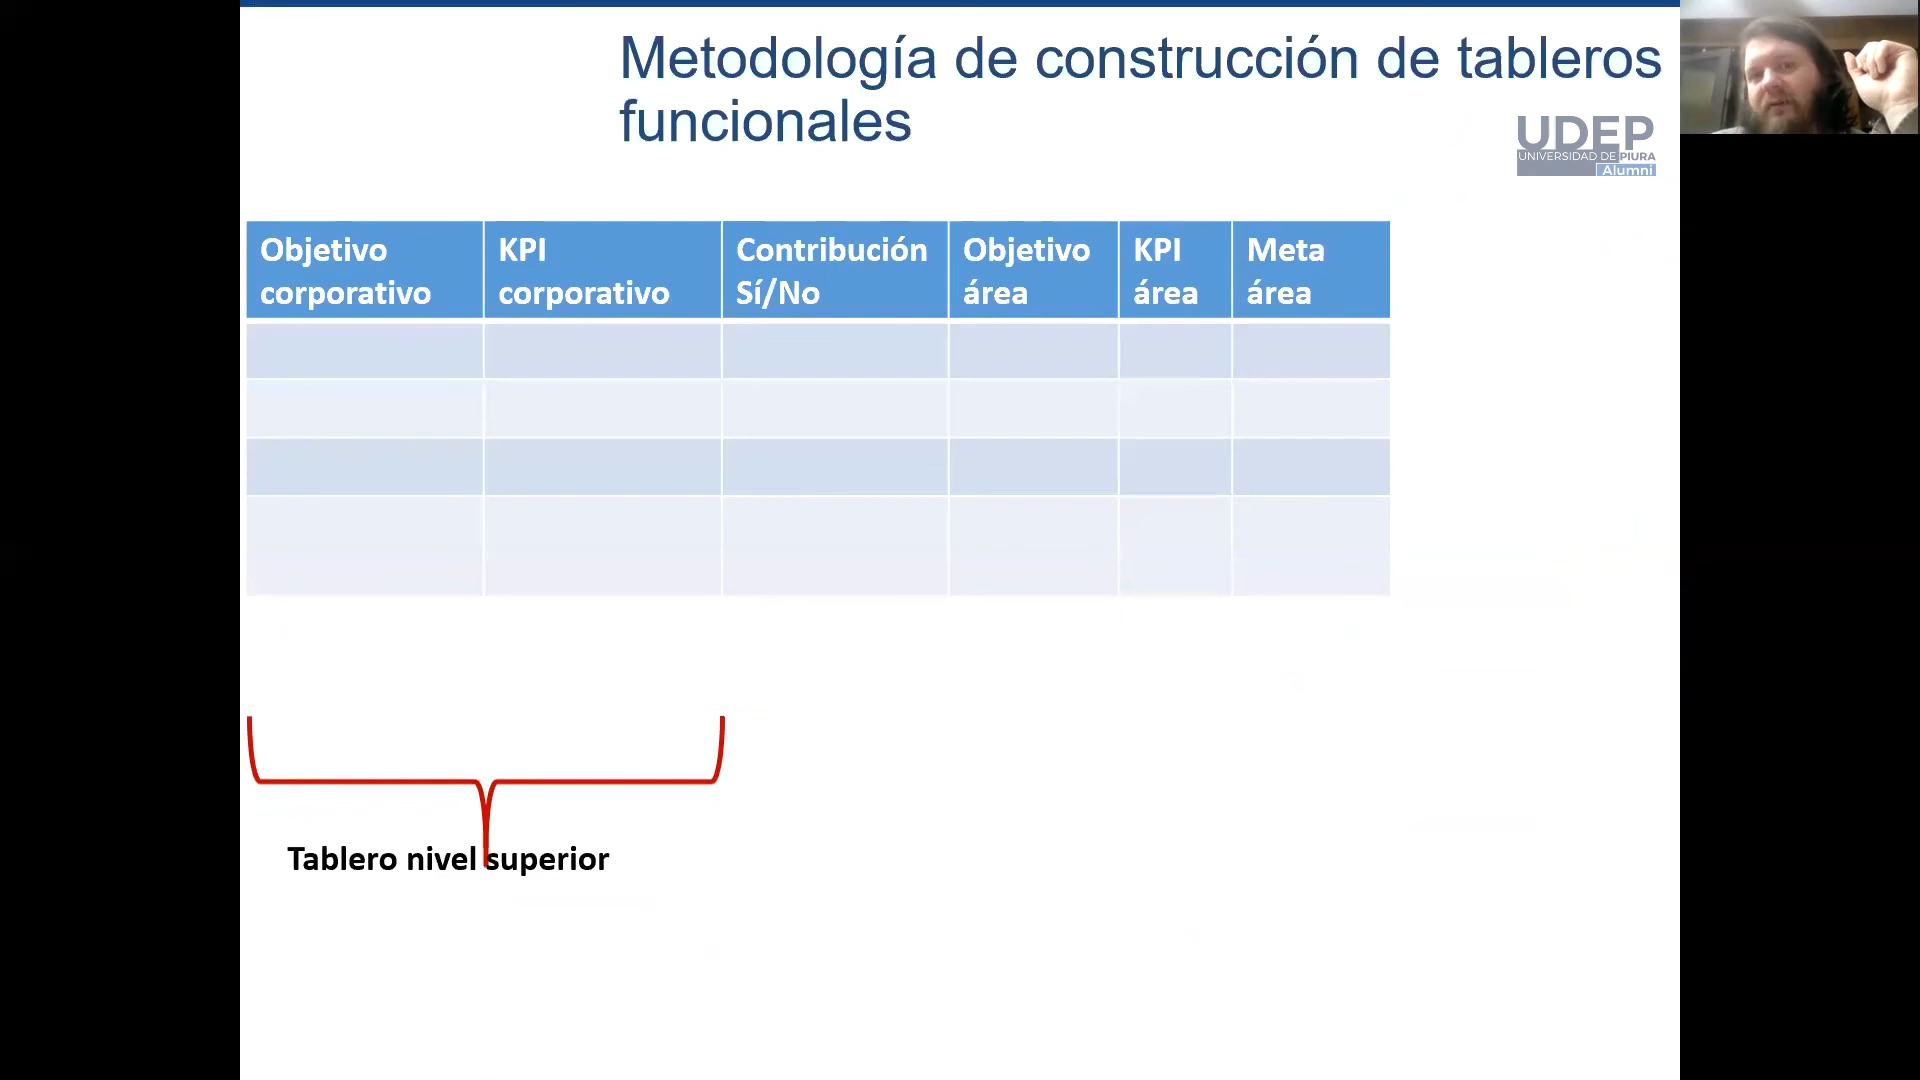 Metodología de construcción de tableros
funcionales
UDEP
UNIVERSIDAD DE PIURA
Alumni
Objetivo corporativo
KPI corporativo
Contribución Sí/No
Objetivo área
KPI área
Meta área
Tablero nivel superior